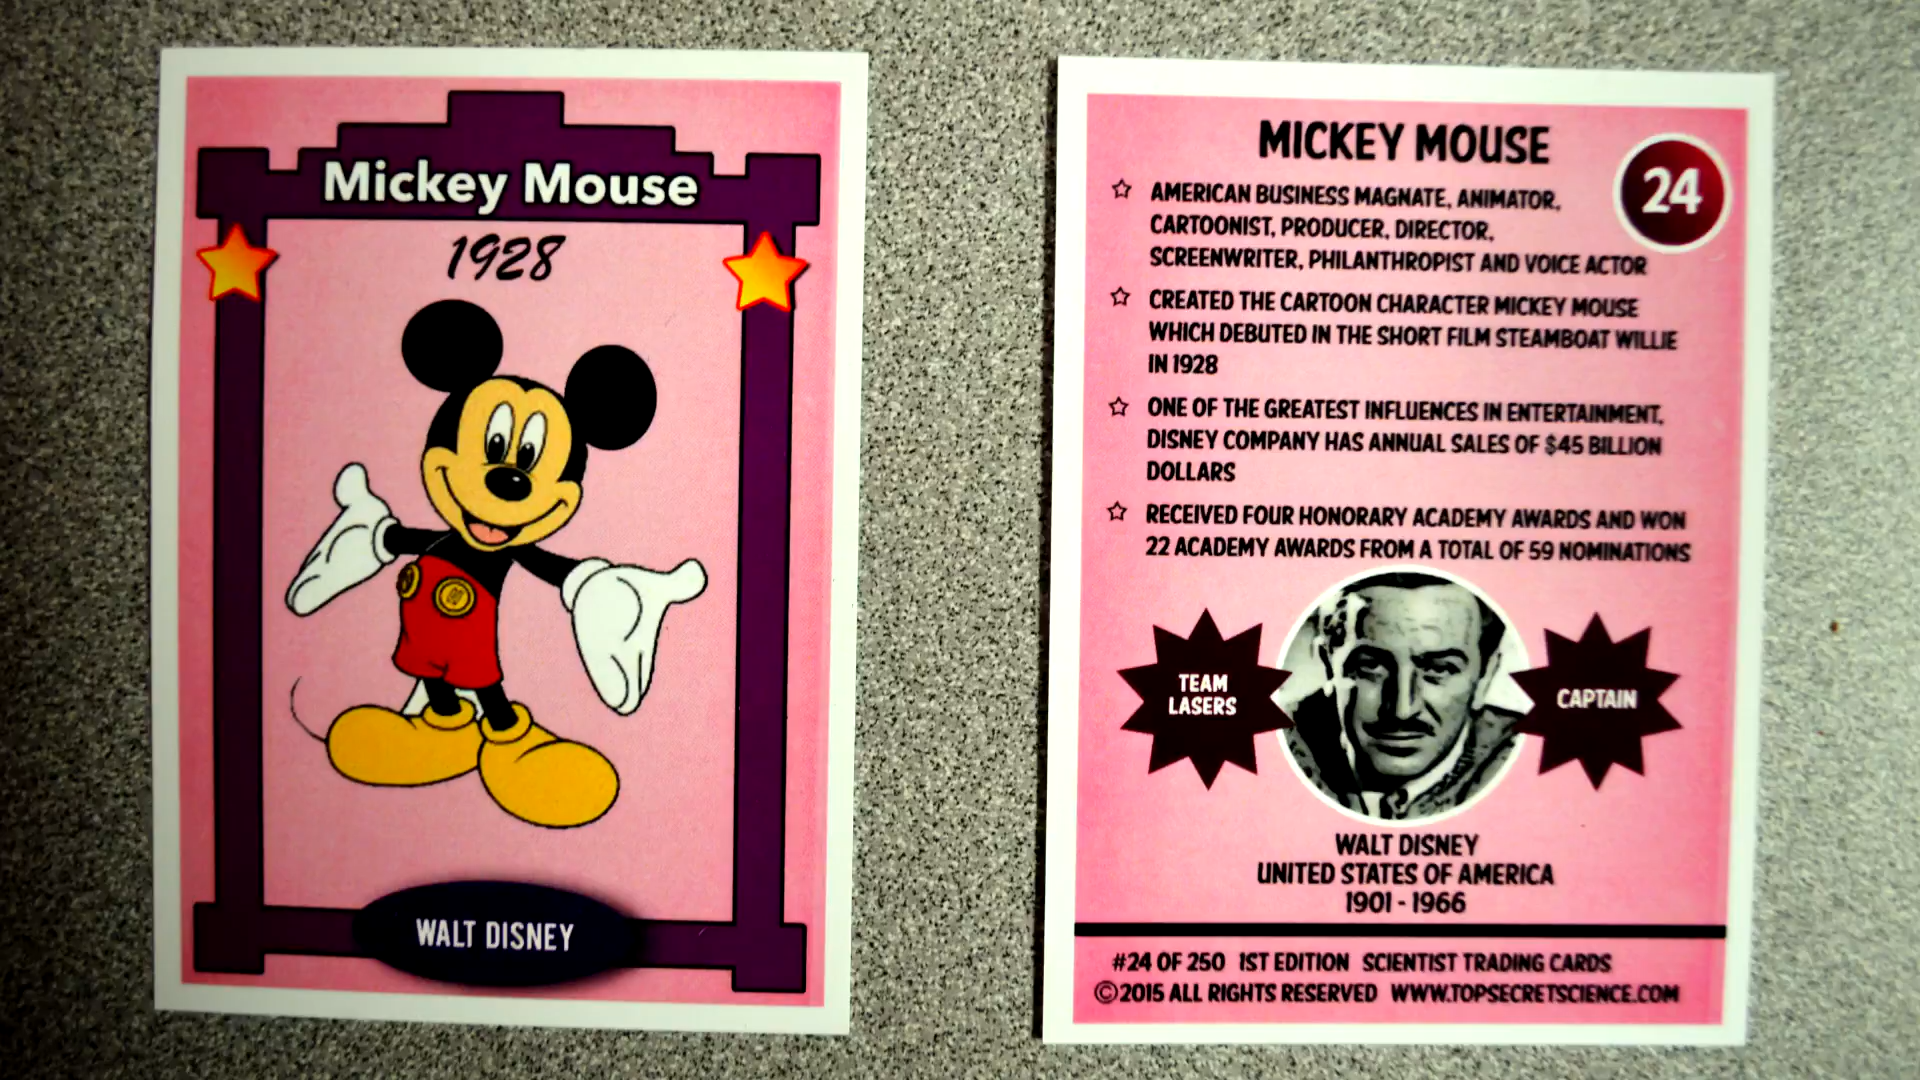 Mickey Mouse
1928
WALT DISNEY
MICKEY MOUSE
24
AMERICAN BUSINESS MAGNATE, ANIMATOR,
CARTOONIST, PRODUCER, DIRECTOR,
SCREENWRITER, PHILANTHROPIST AND VOICE ACTOR
CREATED THE CARTOON CHARACTER MICKEY MOUSE
WHICH DEBUTED IN THE SHORT FILM STEAMBOAT WILLIE
IN 1928
ONE OF THE GREATEST INFLUENCES IN ENTERTAINMENT,
DISNEY COMPANY HAS ANNUAL SALES OF $45 BILLION
DOLLARS
RECEIVED FOUR HONORARY ACADEMY AWARDS AND WON
22 ACADEMY AWARDS FROM A TOTAL OF 59 NOMINATIONS
TEAM
LASERS
CAPTAIN
WALT DISNEY
UNITED STATES OF AMERICA
1901 - 1966
#24 OF 250 1ST EDITION SCIENTIST TRADING CARDS
©2015 ALL RIGHTS RESERVED WWW.TOPSECRETSCIENCE.COM